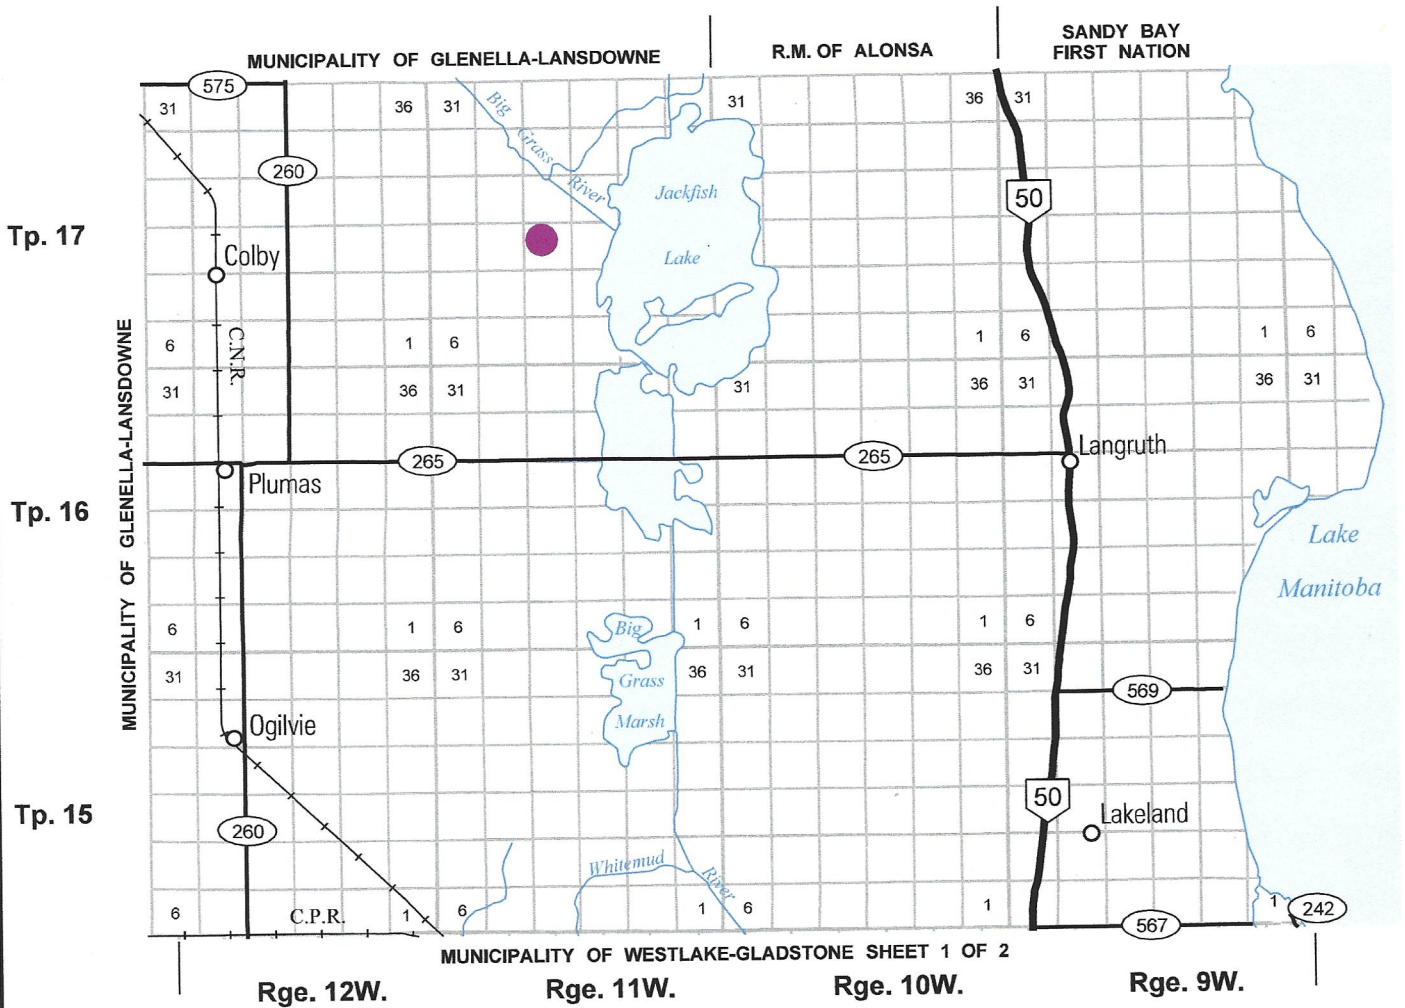 MUNICIPALITY OF GLENELLA-LANSDOWNE
R.M. OF ALONSA
SANDY BAY
FIRST NATION
575
31
36
31
Big
Grass
River
31
36
31
260
50
Jackfish
Lake
Tp. 17
Colby
C.N.R.
6
1
6
1
6
1
6
31
36
31
31
36
31
36
31
MUNICIPALITY OF GLENELLA-LANSDOWNE
265
265
Langruth
Plumas
Tp. 16
Lake
Manitoba
6
1
6
Big
Grass
Marsh
1
6
1
6
31
36
31
36
31
36
31
569
Ogilvie
50
Lakeland
Tp. 15
260
Whitemud
River
6
C.P.R.
1
6
1
6
1
1
242
567
MUNICIPALITY OF WESTLAKE-GLADSTONE SHEET 1 OF 2
Rge. 12W.
Rge. 11W.
Rge. 10W.
Rge. 9W.